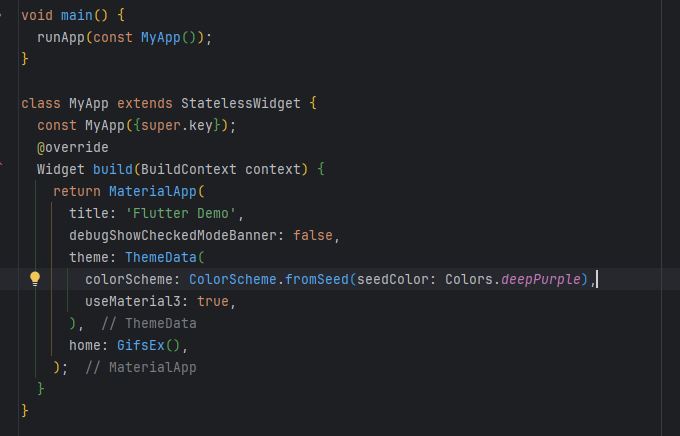 void main() {
  runApp(const MyApp());
}

class MyApp extends StatelessWidget {
  const MyApp({super.key});
  @override
  Widget build(BuildContext context) {
    return MaterialApp(
      title: 'Flutter Demo',
      debugShowCheckedModeBanner: false,
      theme: ThemeData(
        colorScheme: ColorScheme.fromSeed(seedColor: Colors.deepPurple),
        useMaterial3: true,
      ),  // ThemeData
      home: GifsEx(),
    );  // MaterialApp
  }
}